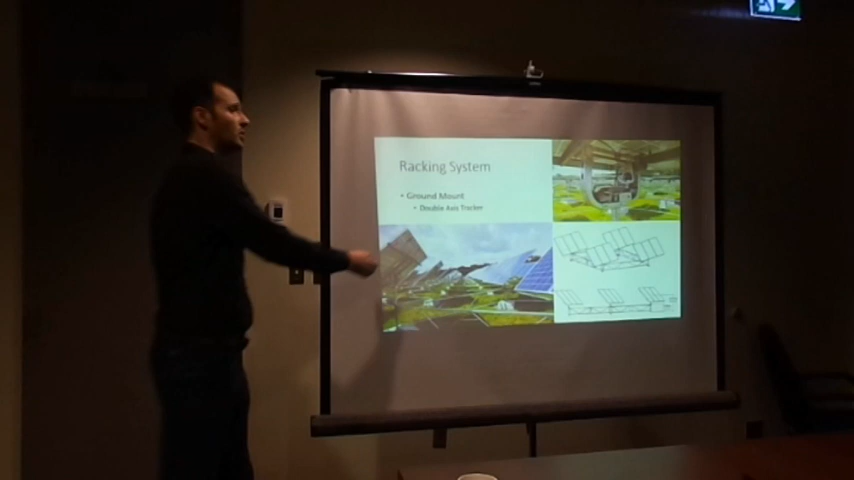 Racking System
• Ground Mount
• Double Axis Tracker